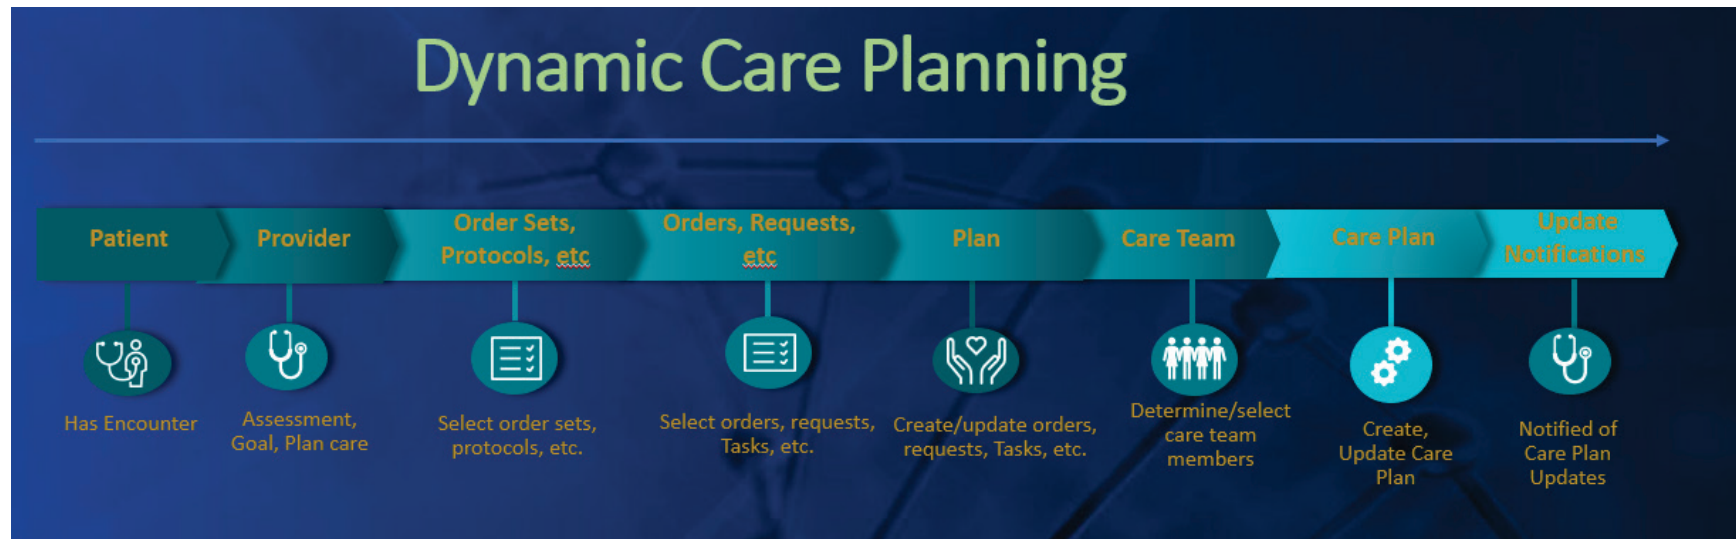 Dynamic Care Planning
Patient
Provider
Order Sets,
Protocols, etc
Orders, Requests,
etc
Plan
Care Team
Care Plan
Update
Notifications
Has Encounter
Assessment,
Goal, Plan care
Select order sets,
protocols, etc.
Select orders, requests,
Tasks, etc.
Create/update orders,
requests, Tasks, etc.
Determine/select
care team
members
Create,
Update Care
Plan
Notified of
Care Plan
Updates